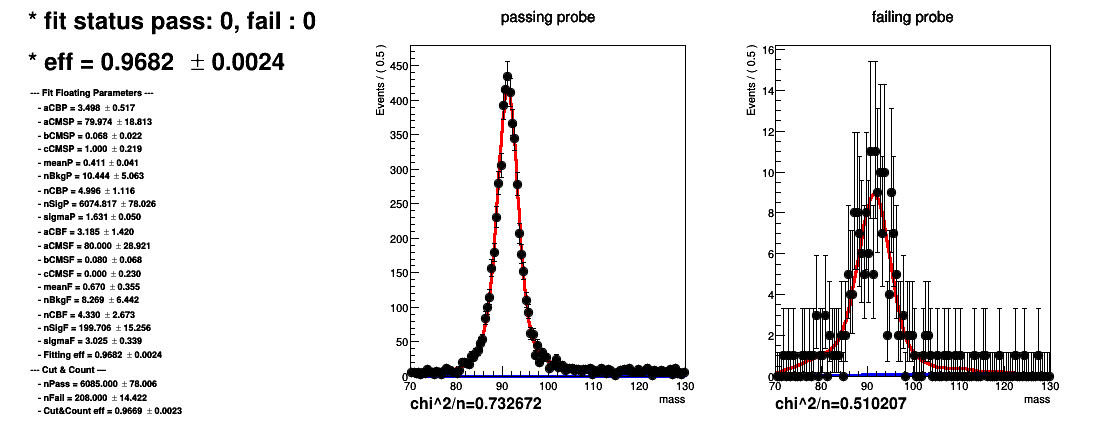 * fit status pass: 0, fail : 0
* eff = 0.9682 ± 0.0024
--- Fit Floating Parameters ---
- aCBP = 3.498 ± 0.517
- aCMSP = 79.974 ± 18.813
- bCMSP = 0.068 ± 0.022
- cCMSP = 1.000 ± 0.219
- meanP = 0.411 ± 0.041
- nBkgP = 10.444 ± 5.063
- nCBP = 4.996 ± 1.116
- nSigP = 6074.817 ± 78.026
- sigmaP = 1.631 ± 0.050
- aCBF = 3.185 ± 1.420
- aCMSF = 80.000 ± 28.921
- bCMSF = 0.080 ± 0.068
- cCMSF = 0.000 ± 0.230
- meanF = 0.670 ± 0.355
- nBkgF = 8.269 ± 6.442
- nCBF = 4.330 ± 2.673
- nSigF = 199.706 ± 15.256
- sigmaF = 3.025 ± 0.339
- Fitting eff = 0.9682 ± 0.0024
--- Cut & Count ---
- nPass = 6085.000 ± 78.006
- nFail = 208.000 ± 14.422
- Cut&Count eff = 0.9669 ± 0.0023
passing probe
Events / ( 0.5 )
450
400
350
300
250
200
150
100
50
0
70 80 90 100 110 120 130
mass
chi^2/n=0.732672
failing probe
Events / ( 0.5 )
16
14
12
10
8
6
4
2
0
70 80 90 100 110 120 130
mass
chi^2/n=0.510207